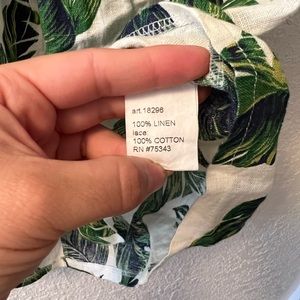 art.18298
100% LINEN
lace:
100% COTTON
RN #75343